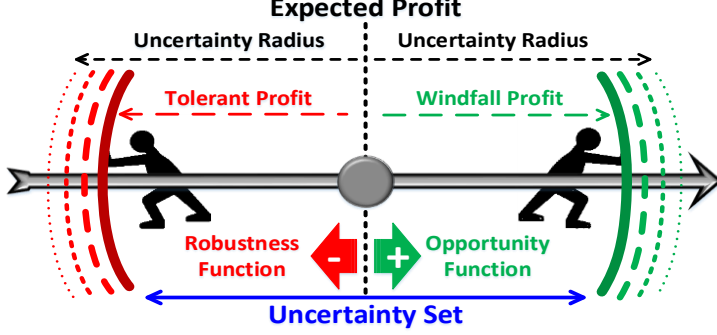 Expected Profit
Uncertainty Radius
Uncertainty Radius
Tolerant Profit
Windfall Profit
Robustness
Function
-
+
Opportunity
Function
Uncertainty Set